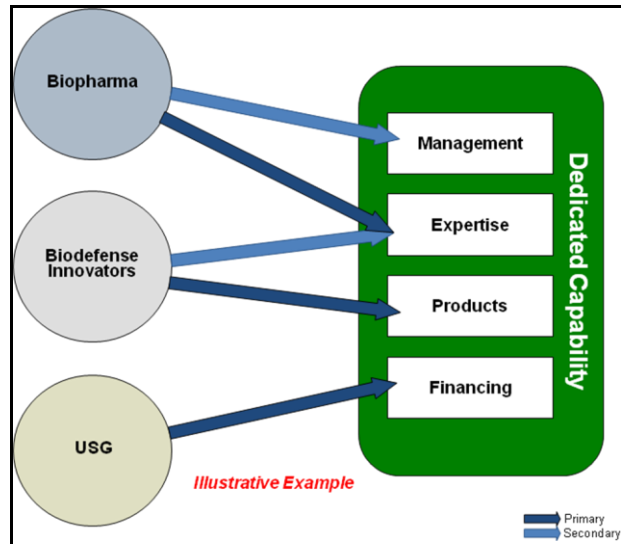 Biopharma
Biodefense
Innovators
USG
Management
Expertise
Products
Financing
Dedicated Capability
Illustrative Example
Primary
Secondary